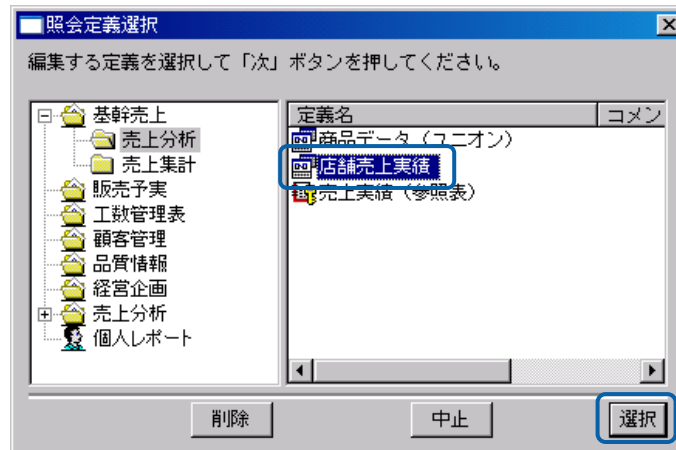 照会定義選択
編集する定義を選択して「次」ボタンを押してください。
基幹売上
売上分析
売上集計
販売予実
工数管理表
顧客管理
品質情報
経営企画
売上分析
個人レポート
定義名 コメン
商品データ（ユニオン）
店舗売上実績
売上実績（参照表）
削除 中止 選択